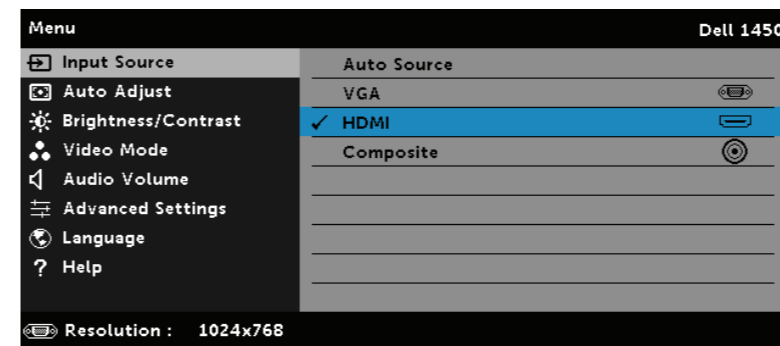 Menu Dell 1450
Input Source
Auto Adjust
Brightness/Contrast
Video Mode
Audio Volume
Advanced Settings
Language
? Help
Auto Source
VGA
✓ HDMI
Composite
Resolution : 1024x768